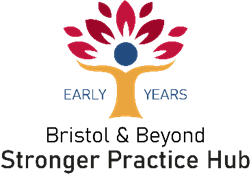 EARLY YEARS
Bristol & Beyond
Stronger Practice Hub